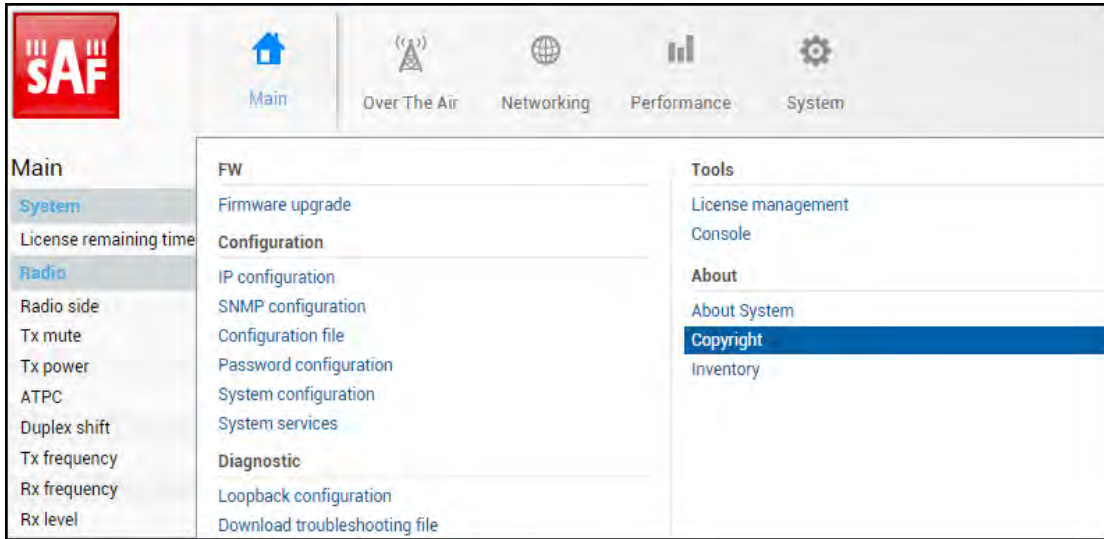 SAF
Main
Over The Air
Networking
Performance
System
Main
System
License remaining time
Radio
Radio side
Tx mute
Tx power
ATPC
Duplex shift
Tx frequency
Rx frequency
Rx level
FW
Firmware upgrade
Configuration
IP configuration
SNMP configuration
Configuration file
Password configuration
System configuration
System services
Diagnostic
Loopback configuration
Download troubleshooting file
Tools
License management
Console
About
About System
Copyright
Inventory